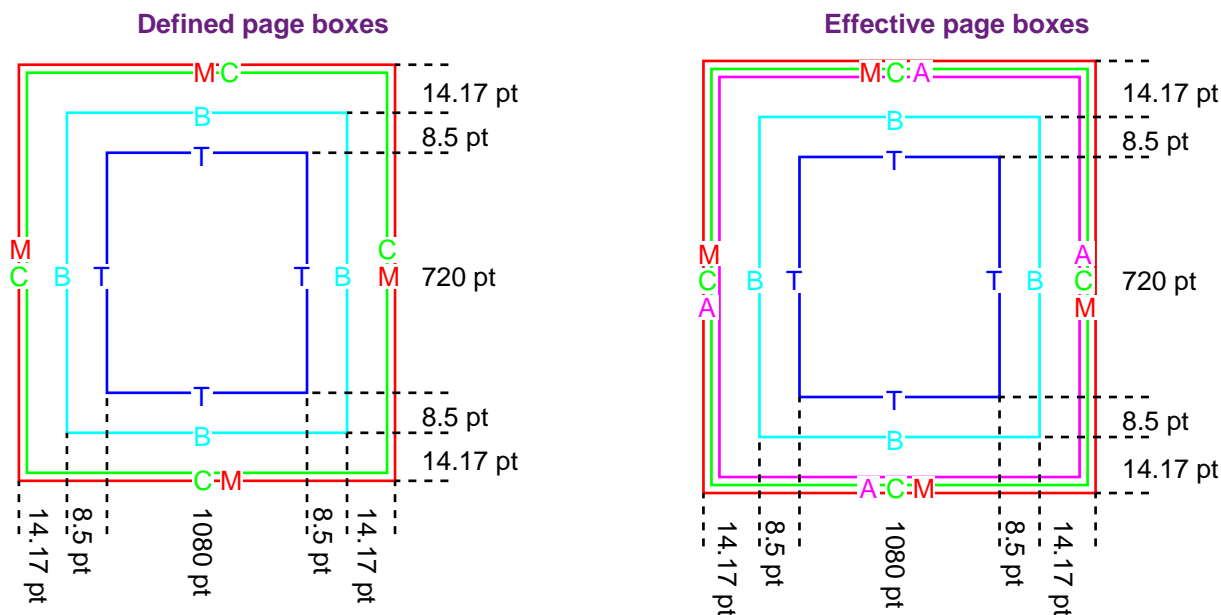 Defined page boxes
Effective page boxes
M C
14.17 pt
B
8.5 pt
T
M
C
B
T
T
B
C
M
720 pt
T
8.5 pt
B
14.17 pt
C M
14.17 pt
8.5 pt
1080 pt
8.5 pt
14.17 pt
M C A
14.17 pt
B
8.5 pt
T
M
C
A
B
T
T
B
A
C
M
720 pt
T
8.5 pt
B
14.17 pt
A C M
14.17 pt
8.5 pt
1080 pt
8.5 pt
14.17 pt